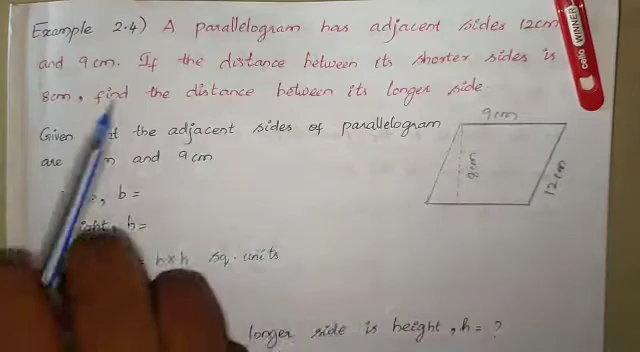 Example 2.4) A parallelogram has adjacent sides 12cm
and 9cm. If the distance between its shorter sides is
8cm, find the distance between its longer side.
Given the adjacent sides of parallelogram
are and 9cm
, b =
h =
= b×h sq. units
longer side is height, h = ?
9cm
8cm
12cm
cello WINNER